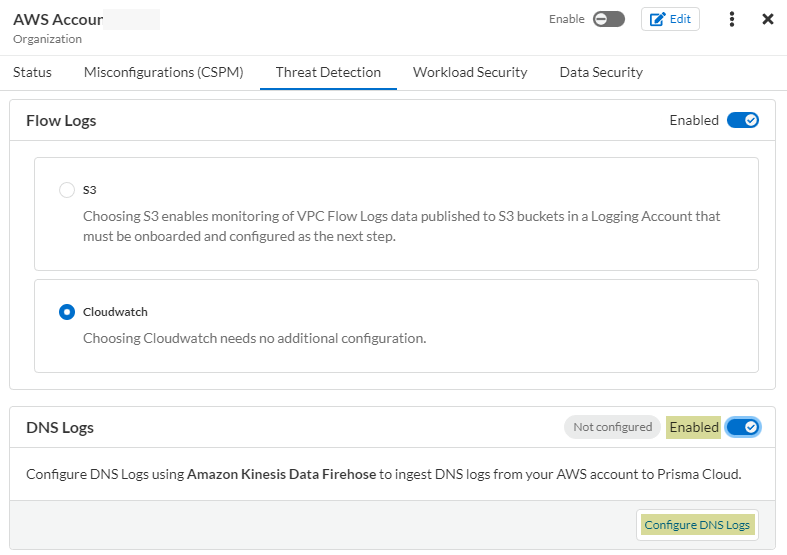 AWS Accoun
Enable
Edit
Organization
Status
Misconfigurations (CSPM)
Threat Detection
Workload Security
Data Security
Flow Logs
Enabled
S3
Choosing S3 enables monitoring of VPC Flow Logs data published to S3 buckets in a Logging Account that
must be onboarded and configured as the next step.
Cloudwatch
Choosing Cloudwatch needs no additional configuration.
DNS Logs
Not configured
Enabled
Configure DNS Logs using Amazon Kinesis Data Firehose to ingest DNS logs from your AWS account to Prisma Cloud.
Configure DNS Logs